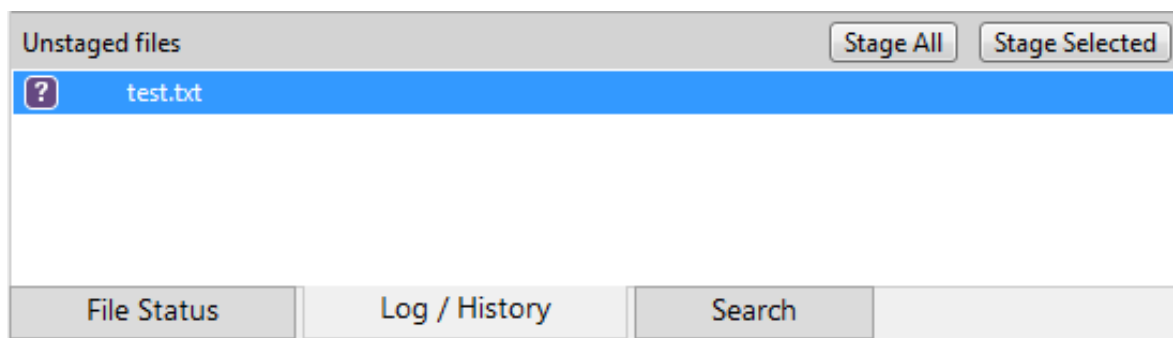 Unstaged files Stage All Stage Selected
? test.txt
File Status Log / History Search